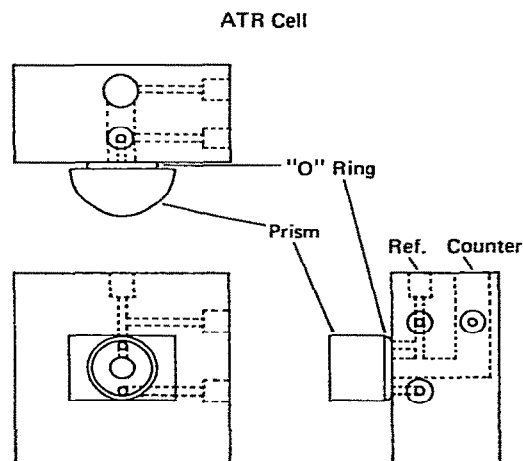 ATR Cell
"O" Ring
Prism
Ref. Counter